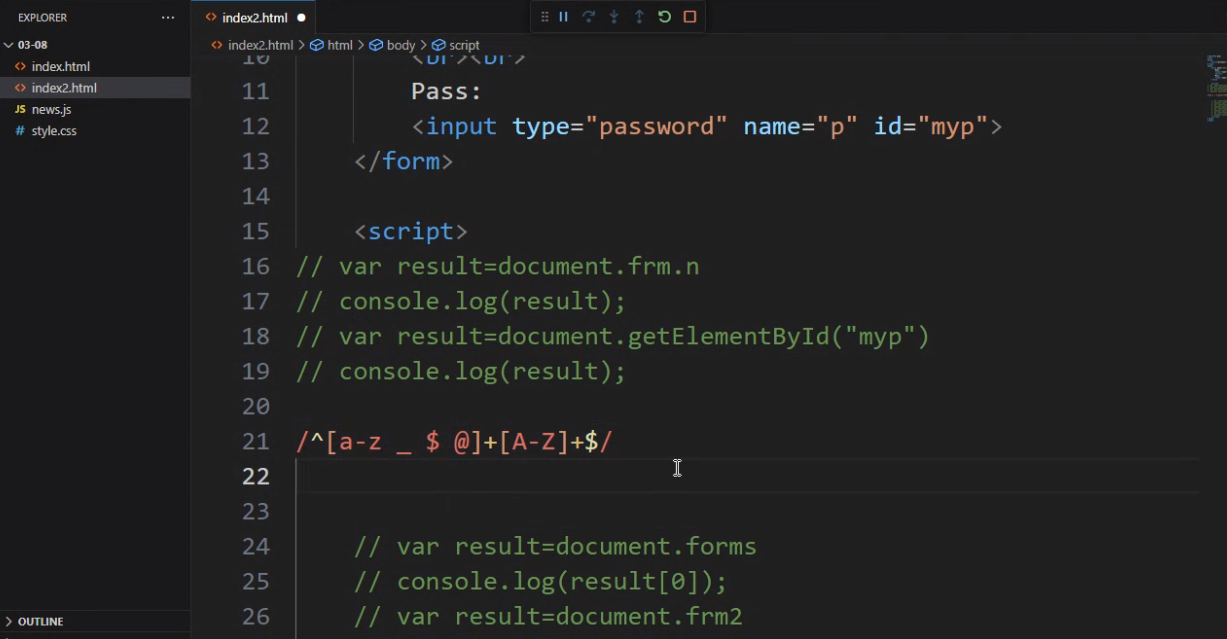 EXPLORER ...
03-08
index.html
index2.html
JS news.js
# style.css
OUTLINE
index2.html
index2.html > html > body > script
10 <br><br>
11 Pass:
12 <input type="password" name="p" id="myp">
13 </form>
14
15 <script>
16 // var result=document.frm.n
17 // console.log(result);
18 // var result=document.getElementById("myp")
19 // console.log(result);
20
21 /^[a-z _ $ @]+[A-Z]+$/
22
23
24 // var result=document.forms
25 // console.log(result[0]);
26 // var result=document.frm2